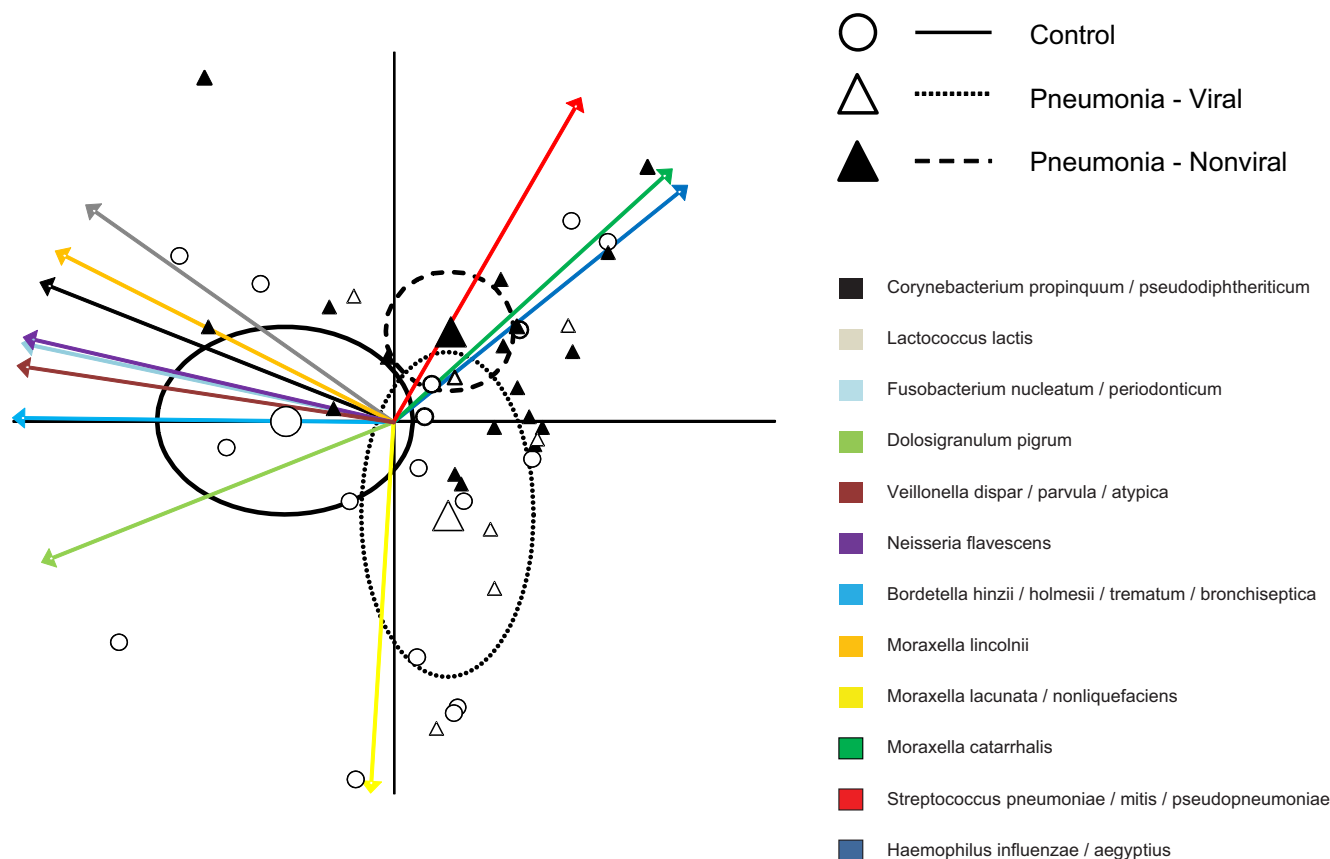 Control
Pneumonia - Viral
Pneumonia - Nonviral
Corynebacterium propinquum / pseudodiphtheriticum
Lactococcus lactis
Fusobacterium nucleatum / periodonticum
Dolosigranulum pigrum
Veillonella dispar / parvula / atypica
Neisseria flavescens
Bordetella hinzii / holmesii / trematum / bronchiseptica
Moraxella lincolnii
Moraxella lacunata / nonliquefaciens
Moraxella catarrhalis
Streptococcus pneumoniae / mitis / pseudopneumoniae
Haemophilus influenzae / aegyptius